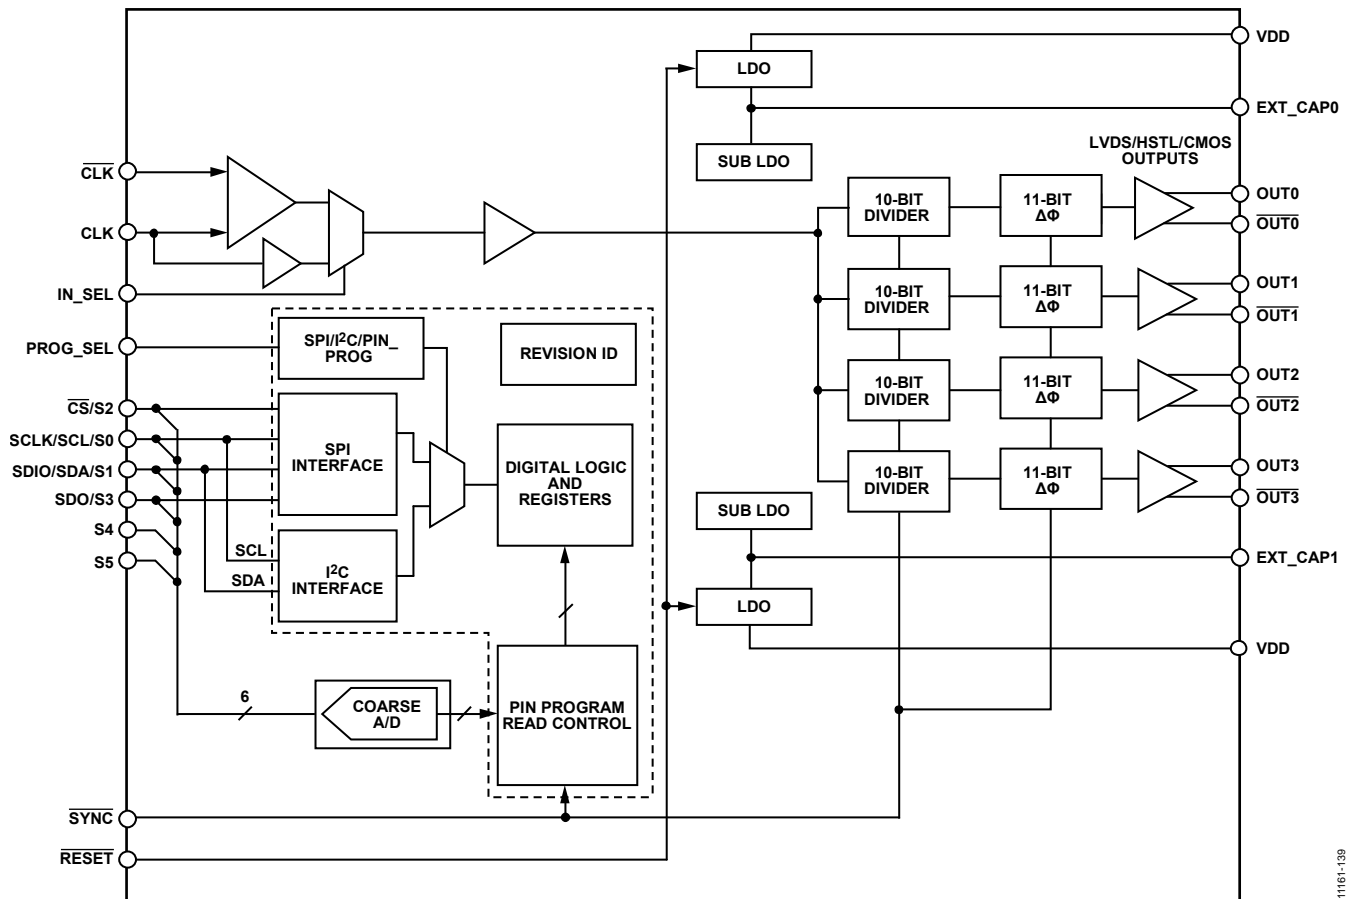 VDD
LDO
EXT_CAP0
SUB LDO
LVDS/HSTL/CMOS
OUTPUTS
CLK
CLK
IN_SEL
PROG_SEL
CS/S2
SCLK/SCL/S0
SDIO/SDA/S1
SDO/S3
S4
S5
SPI/I²C/PIN_
PROG
REVISION ID
SPI
INTERFACE
DIGITAL LOGIC
AND
REGISTERS
SCL
SDA
I²C
INTERFACE
6
COARSE
A/D
PIN PROGRAM
READ CONTROL
SYNC
RESET
10-BIT
DIVIDER
11-BIT
ΔΦ
OUT0
OUT0
10-BIT
DIVIDER
11-BIT
ΔΦ
OUT1
OUT1
10-BIT
DIVIDER
11-BIT
ΔΦ
OUT2
OUT2
10-BIT
DIVIDER
11-BIT
ΔΦ
OUT3
OUT3
SUB LDO
EXT_CAP1
LDO
VDD
11161-139